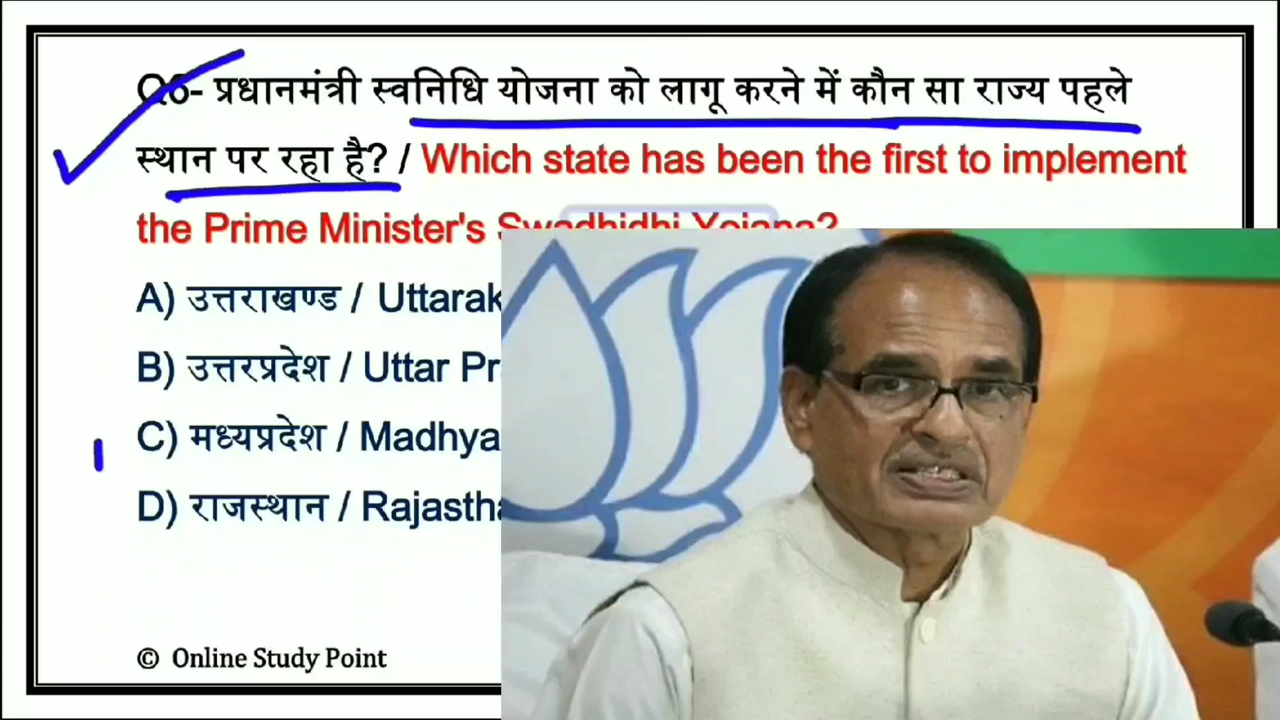 Q6- प्रधानमंत्री स्वनिधि योजना को लागू करने में कौन सा राज्य पहले
स्थान पर रहा है? / Which state has been the first to implement
the Prime Minister's Swadhidhi Yojana?
A) उत्तराखण्ड / Uttarak
B) उत्तरप्रदेश / Uttar Pr
C) मध्यप्रदेश / Madhya
D) राजस्थान / Rajastha
© Online Study Point